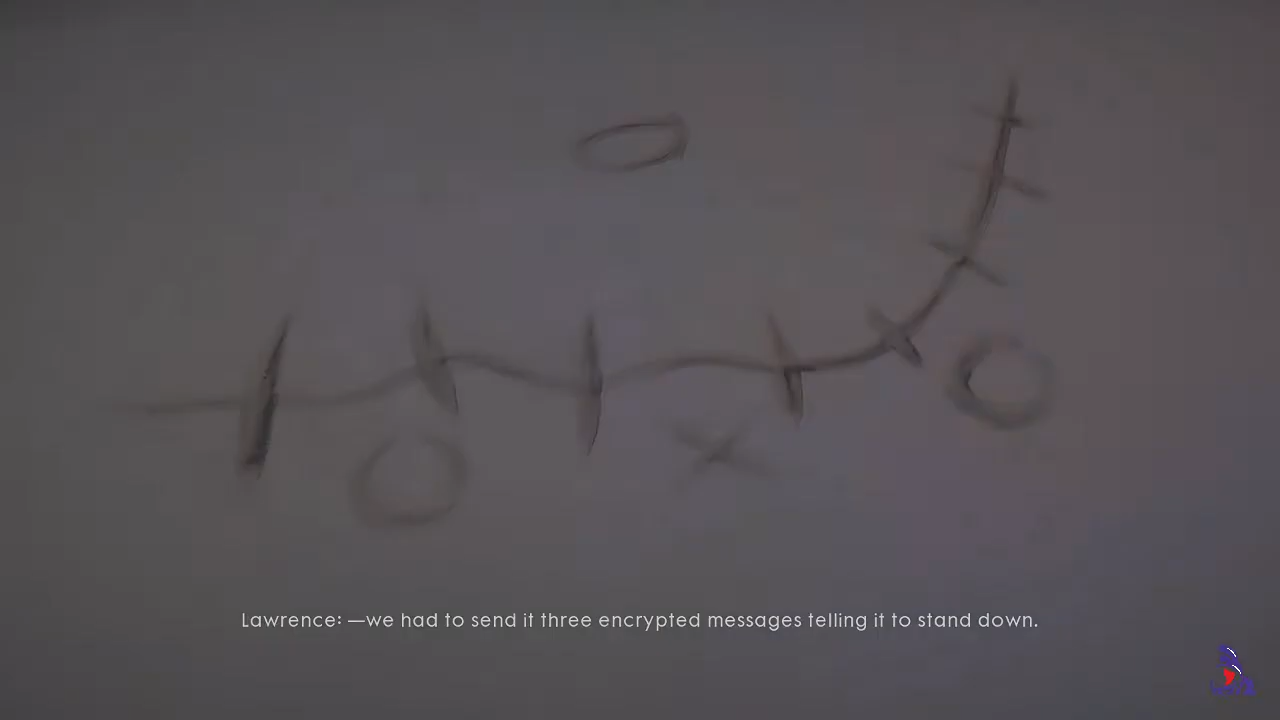 Lawrence: —we had to send it three encrypted messages telling it to stand down.